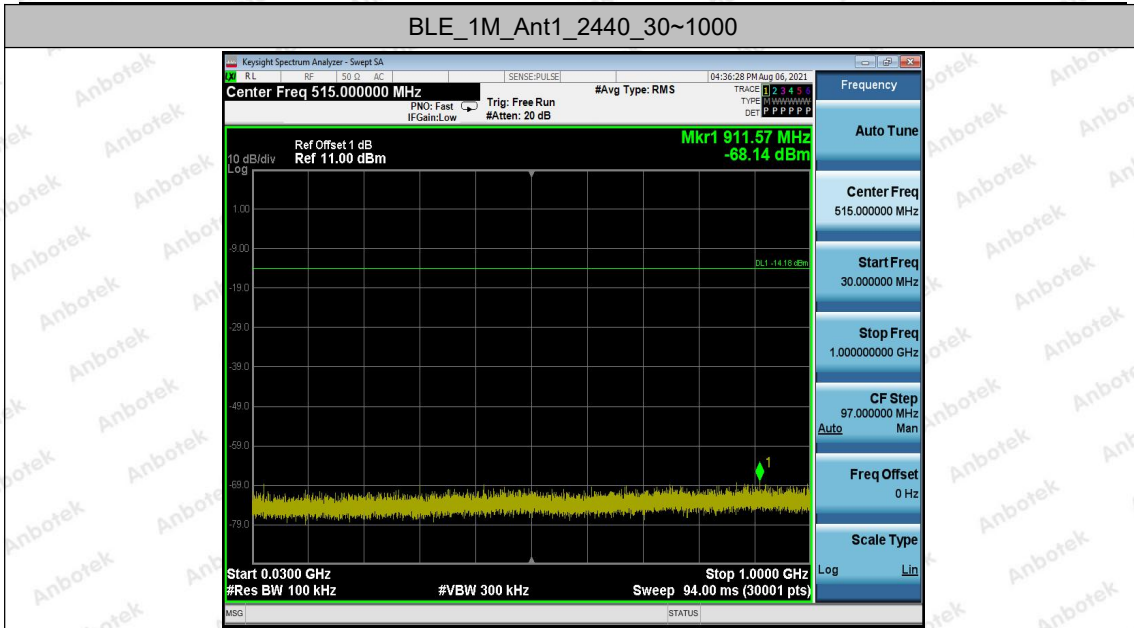 BLE_1M_Ant1_2440_30~1000
Keysight Spectrum Analyzer - Swept SA
RL RF 50 Ω AC SENSE:PULSE 04:36:28 PM Aug 06, 2021
Center Freq 515.000000 MHz
PNO: Fast
IFGain:Low
Trig: Free Run
#Atten: 20 dB
#Avg Type: RMS
TRACE 1 2 3 4 5 6
TYPE M WWWWW
DET P P P P P P
Ref Offset 1 dB
10 dB/div Ref 11.00 dBm
Log
Mkr1 911.57 MHz
-68.14 dBm
1.00
-9.00
DL1 -14.18 dBm
-19.0
-29.0
-39.0
-49.0
-59.0
1
-69.0
-79.0
Start 0.0300 GHz Stop 1.0000 GHz
#Res BW 100 kHz #VBW 300 kHz Sweep 94.00 ms (30001 pts)
MSG STATUS
Frequency
Auto Tune
Center Freq
515.000000 MHz
Start Freq
30.000000 MHz
Stop Freq
1.000000000 GHz
CF Step
97.000000 MHz
Auto Man
Freq Offset
0 Hz
Scale Type
Log Lin
Anbotek